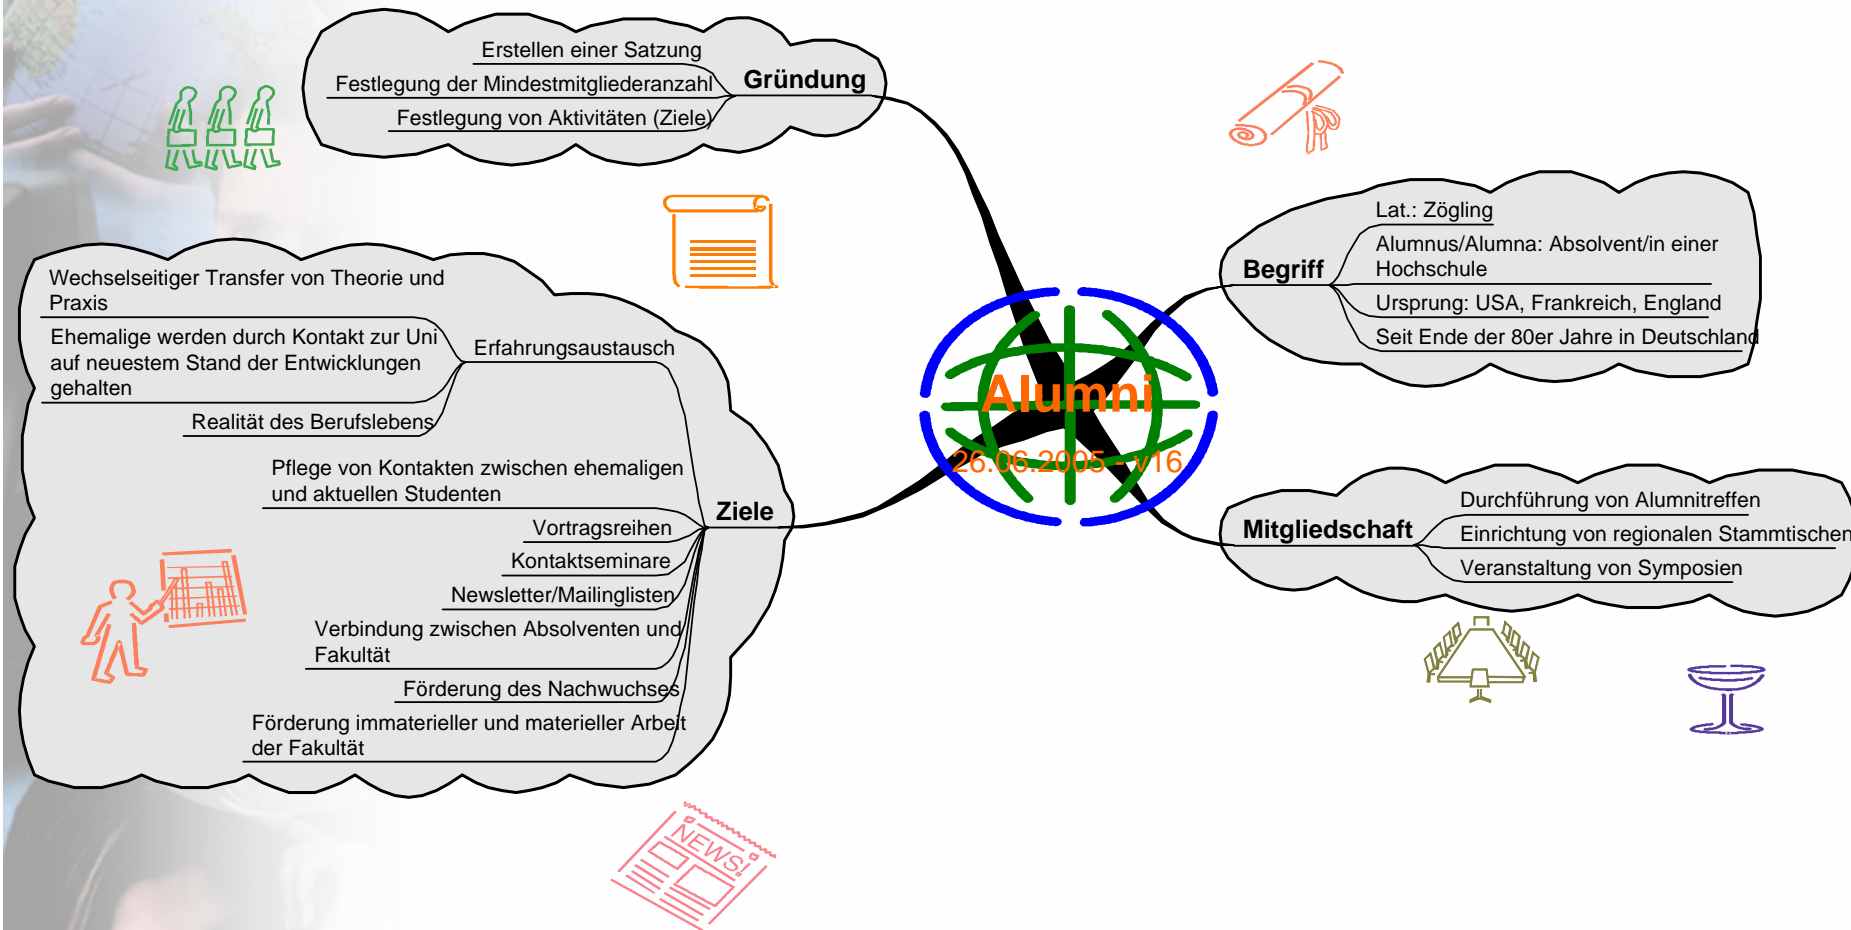 Erstellen einer Satzung
Festlegung der Mindestmitgliederanzahl
Festlegung von Aktivitäten (Ziele)
Gründung
Lat.: Zögling
Alumnus/Alumna: Absolvent/in einer
Hochschule
Ursprung: USA, Frankreich, England
Seit Ende der 80er Jahre in Deutschland
Begriff
Alumni
26.06.2005 - v16
Wechselseitiger Transfer von Theorie und
Praxis
Ehemalige werden durch Kontakt zur Uni
auf neuestem Stand der Entwicklungen
gehalten
Realität des Berufslebens
Erfahrungsaustausch
Pflege von Kontakten zwischen ehemaligen
und aktuellen Studenten
Vortragsreihen
Kontaktseminare
Newsletter/Mailinglisten
Verbindung zwischen Absolventen und
Fakultät
Förderung des Nachwuchses
Förderung immaterieller und materieller Arbeit
der Fakultät
Ziele
Mitgliedschaft
Durchführung von Alumnitreffen
Einrichtung von regionalen Stammtischen
Veranstaltung von Symposien
NEWS!